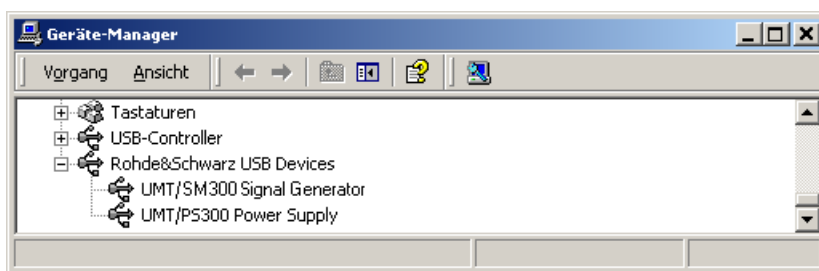 Geräte-Manager
Vorgang Ansicht
Tastaturen
USB-Controller
Rohde&Schwarz USB Devices
UMT/SM300 Signal Generator
UMT/PS300 Power Supply